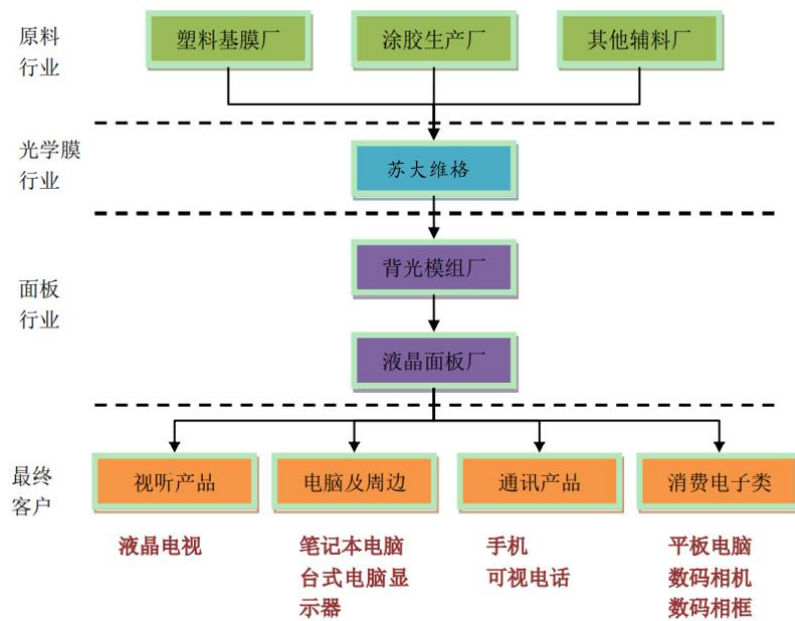 原料
行业
塑料基膜厂
涂胶生产厂
其他辅料厂
光学膜
行业
苏大维格
面板
行业
背光模组厂
液晶面板厂
最终
客户
视听产品
电脑及周边
通讯产品
消费电子类
液晶电视
笔记本电脑
台式电脑显
示器
手机
可视电话
平板电脑
数码相机
数码相框